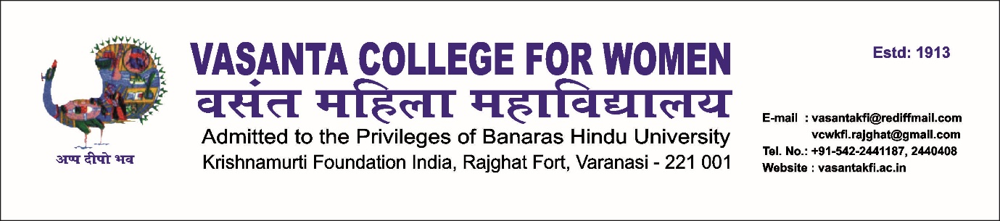 VASANTA COLLEGE FOR WOMEN
वसंत महिला महाविद्यालय
Admitted to the Privileges of Banaras Hindu University
Krishnamurti Foundation India, Rajghat Fort, Varanasi - 221 001
अप्प दीपो भव
Estd: 1913
E-mail : vasantakfi@rediffmail.com
vcwkfi.rajghat@gmail.com
Tel. No.: +91-542-2441187, 2440408
Website : vasantakfi.ac.in